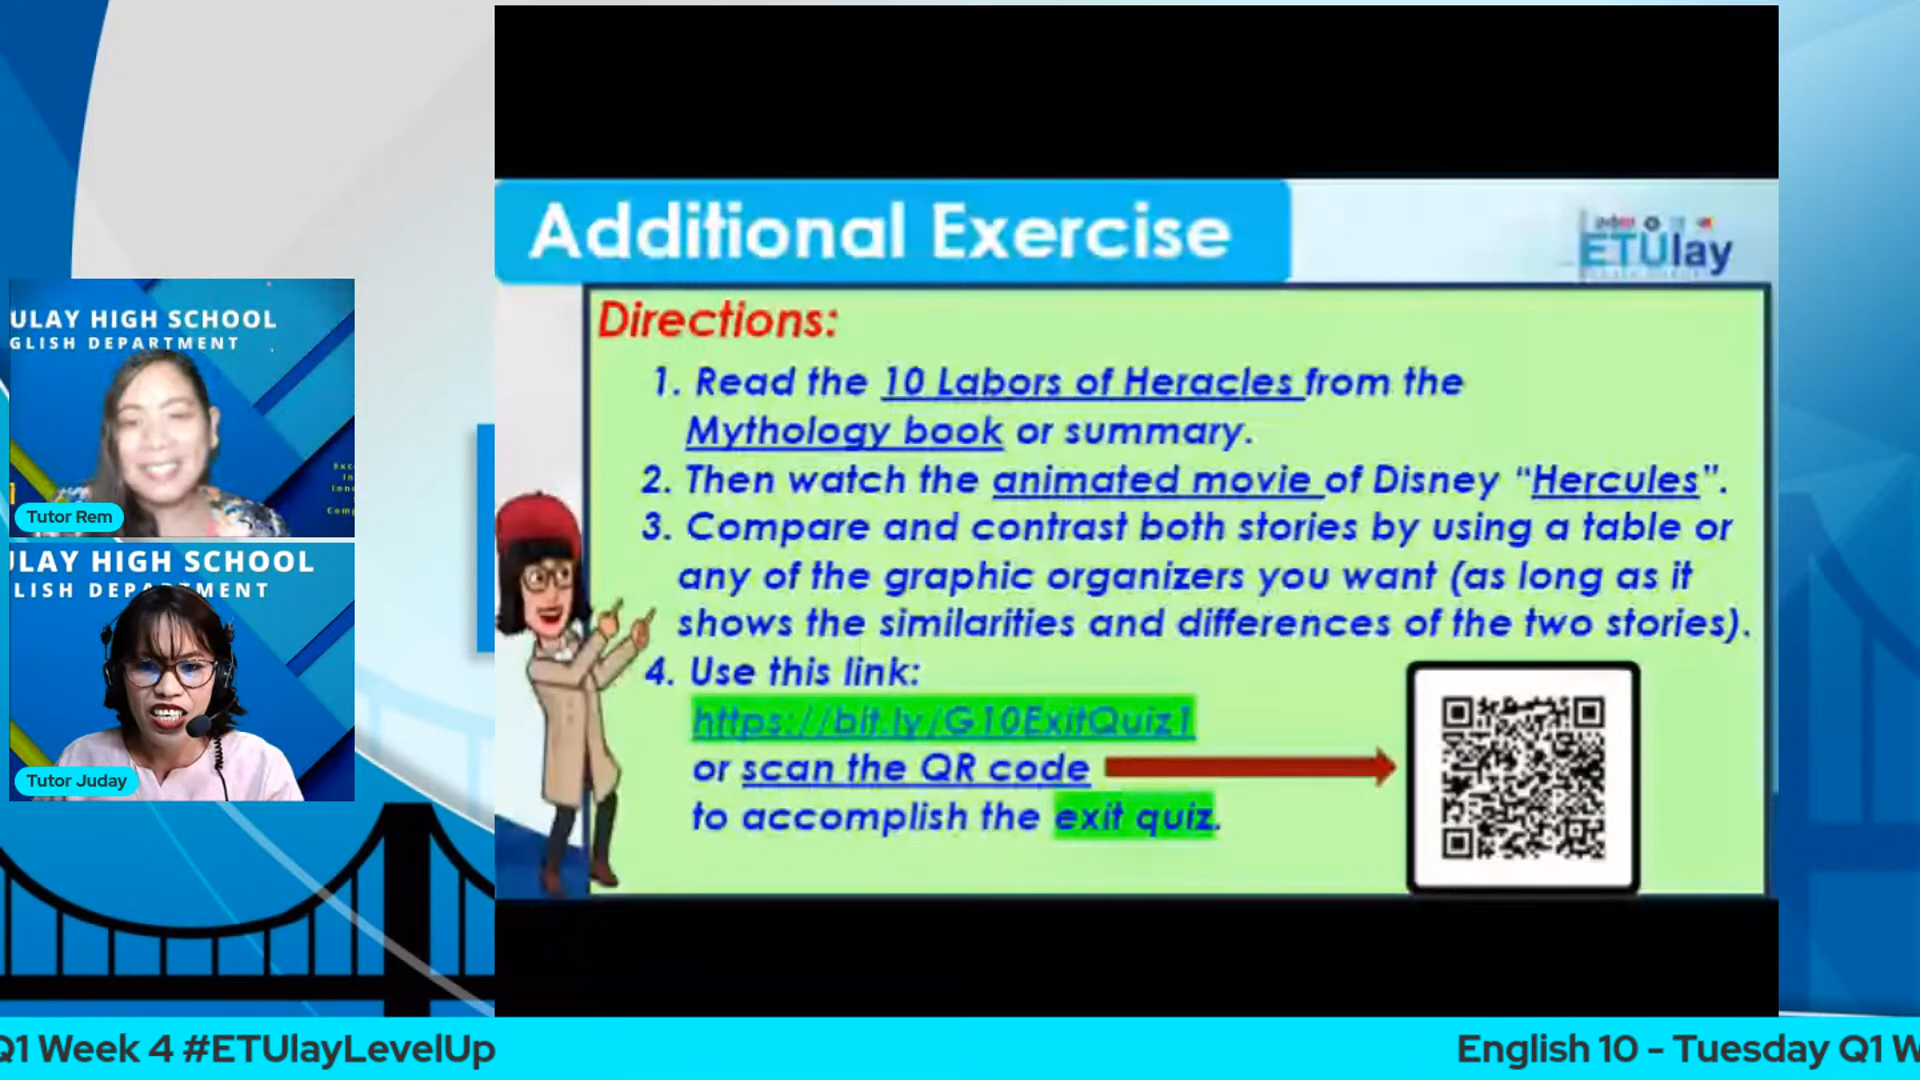 Additional Exercise
ETUlay
Directions:
1. Read the 10 Labors of Heracles from the
Mythology book or summary.
2. Then watch the animated movie of Disney “Hercules”.
3. Compare and contrast both stories by using a table or
any of the graphic organizers you want (as long as it
shows the similarities and differences of the two stories).
4. Use this link:
https://bit.ly/G10ExitQuiz1
or scan the QR code
to accomplish the exit quiz.
ULAY HIGH SCHOOL
GLISH DEPARTMENT
Tutor Rem
ULAY HIGH SCHOOL
LISH DEPA MENT
Tutor Juday
Q1 Week 4 #ETUlayLevelUp
English 10 - Tuesday Q1 W